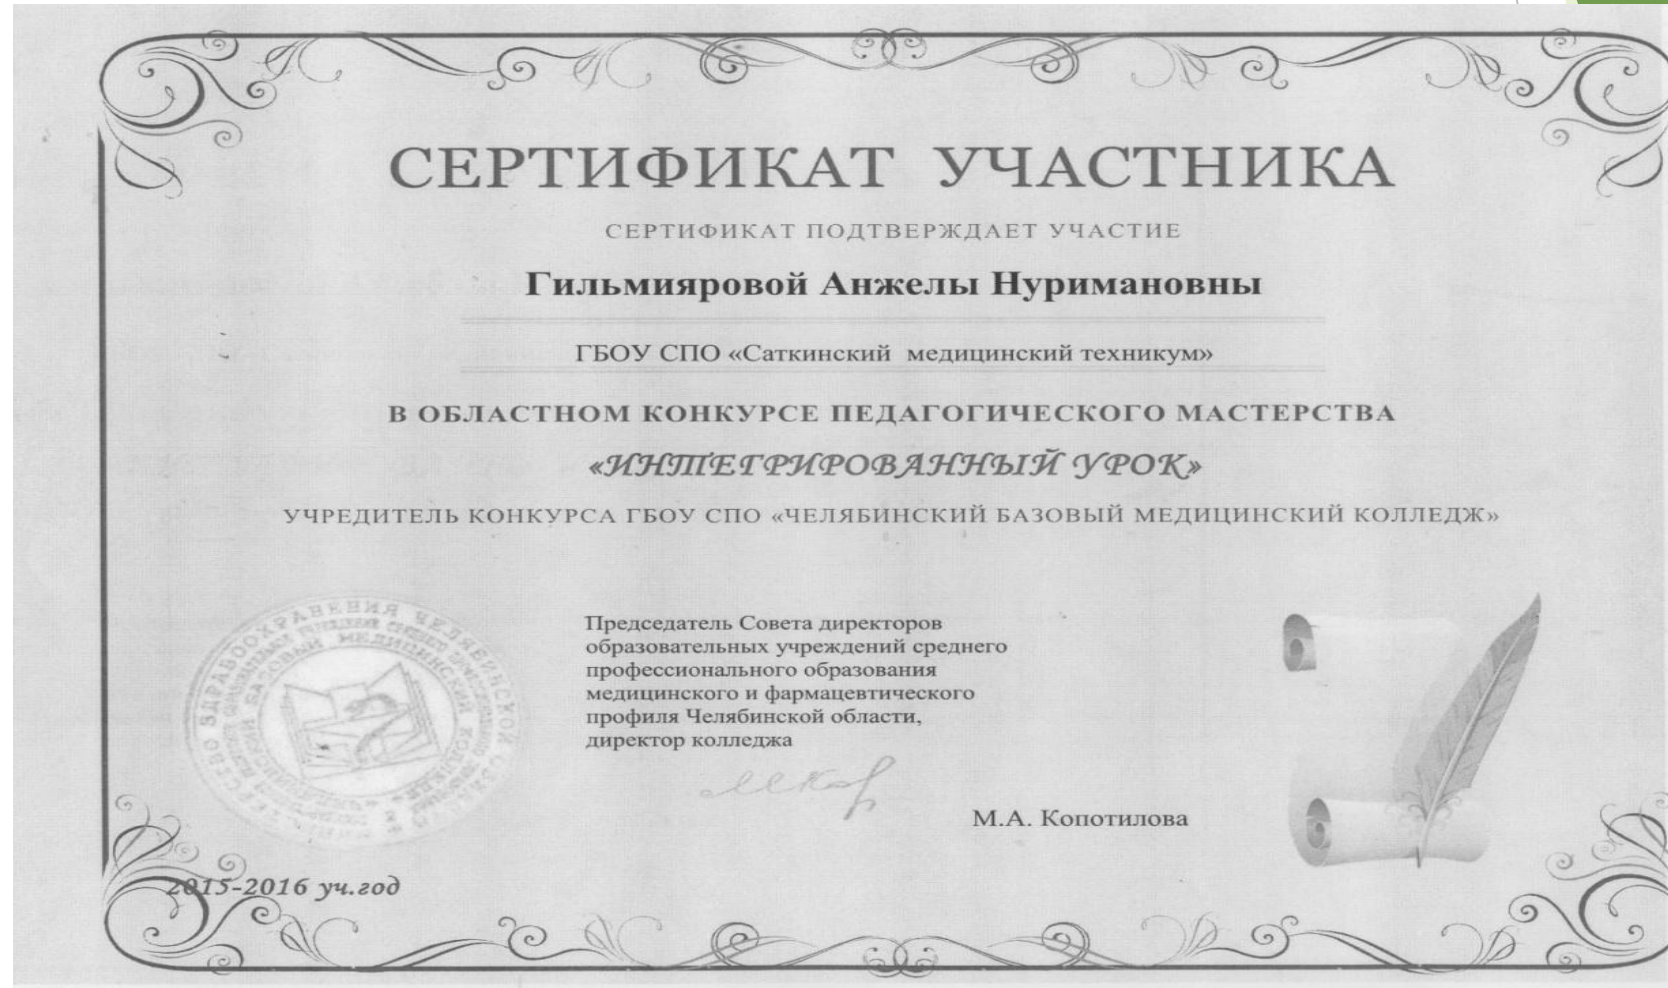 СЕРТИФИКАТ УЧАСТНИКА
СЕРТИФИКАТ ПОДТВЕРЖДАЕТ УЧАСТИЕ
Гильмияровой Анжелы Нуримановны
ГБОУ СПО «Саткинский медицинский техникум»
В ОБЛАСТНОМ КОНКУРСЕ ПЕДАГОГИЧЕСКОГО МАСТЕРСТВА
«ИНТЕГРИРОВАННЫЙ УРОК»
УЧРЕДИТЕЛЬ КОНКУРСА ГБОУ СПО «ЧЕЛЯБИНСКИЙ БАЗОВЫЙ МЕДИЦИНСКИЙ КОЛЛЕДЖ»
Председатель Совета директоров
образовательных учреждений среднего
профессионального образования
медицинского и фармацевтического
профиля Челябинской области,
директор колледжа
М.А. Копотилова
2015-2016 уч.год